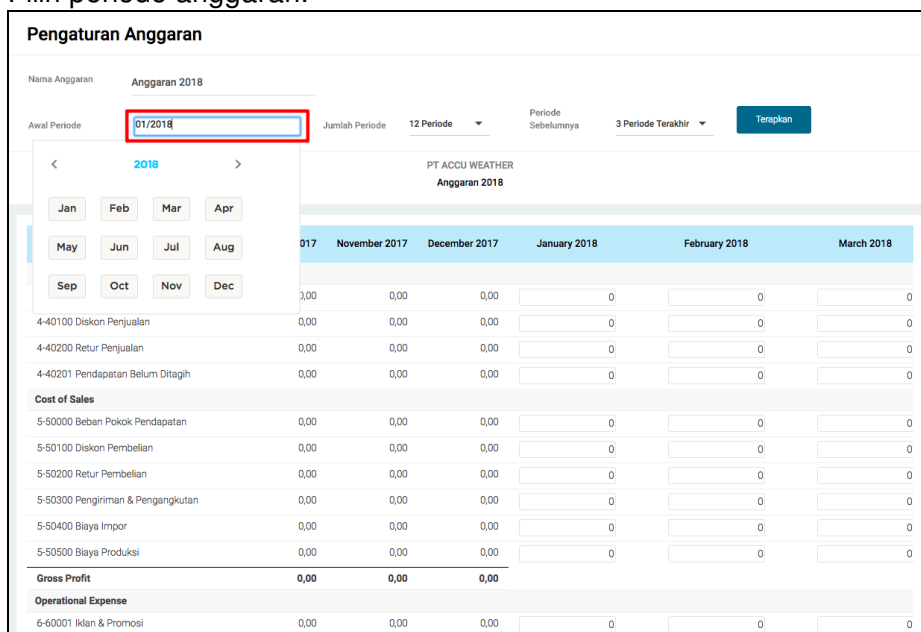 Pilih periode anggaran.
Pengaturan Anggaran
Nama Anggaran Anggaran 2018
Awal Periode 01/2018 Jumlah Periode 12 Periode Periode Sebelumnya 3 Periode Terakhir Terapkan
< 2018 >
Jan Feb Mar Apr
May Jun Jul Aug
Sep Oct Nov Dec
PT ACCU WEATHER
Anggaran 2018
017 November 2017 December 2017 January 2018 February 2018 March 2018
0,00 0,00 0,00 0 0 0
4-40100 Diskon Penjualan 0,00 0,00 0,00 0 0 0
4-40200 Retur Penjualan 0,00 0,00 0,00 0 0 0
4-40201 Pendapatan Belum Ditagih 0,00 0,00 0,00 0 0 0
Cost of Sales
5-50000 Beban Pokok Pendapatan 0,00 0,00 0,00 0 0 0
5-50100 Diskon Pembelian 0,00 0,00 0,00 0 0 0
5-50200 Retur Pembelian 0,00 0,00 0,00 0 0 0
5-50300 Pengiriman & Pengangkutan 0,00 0,00 0,00 0 0 0
5-50400 Biaya Impor 0,00 0,00 0,00 0 0 0
5-50500 Biaya Produksi 0,00 0,00 0,00 0 0 0
Gross Profit 0,00 0,00 0,00
Operational Expense
6-60001 Iklan & Promosi 0,00 0,00 0,00 0 0 0